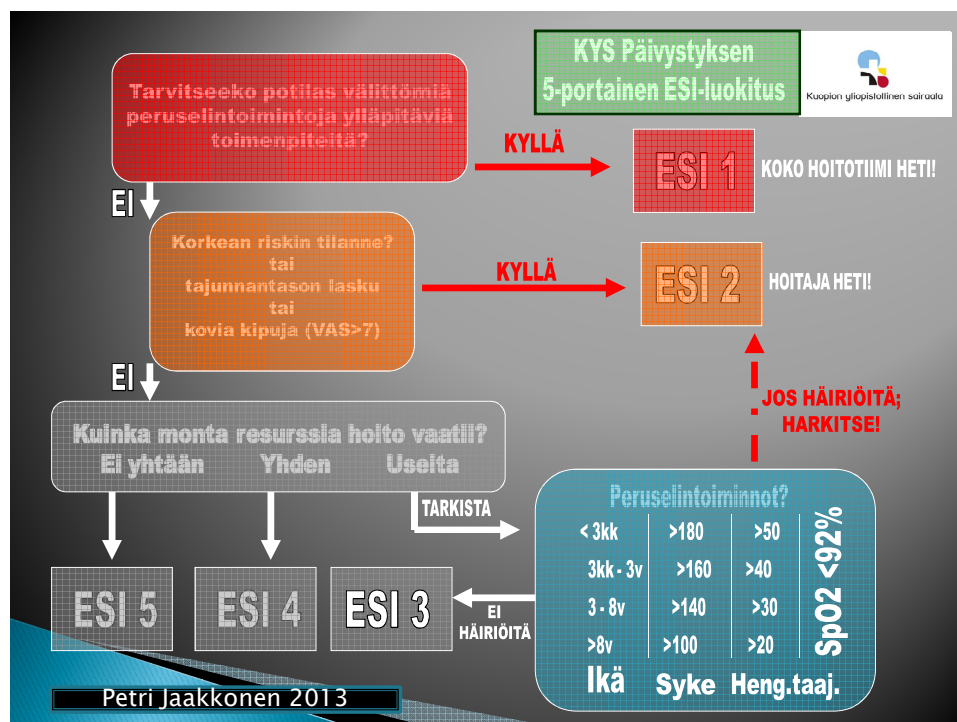 KYS Päivystyksen
5-portainen ESI-luokitus
Kuopion yliopistollinen sairaala
Tarvitseeko potilas välittömiä
peruselintoimintoja ylläpitäviä
toimenpiteitä?
KYLLÄ
ESI 1
KOKO HOITOTIIMI HETI!
EI
Korkean riskin tilanne?
tai
tajunnantason lasku
tai
kovia kipuja (VAS>7)
KYLLÄ
ESI 2
HOITAJA HETI!
EI
JOS HÄIRIÖITÄ;
HARKITSE!
Kuinka monta resurssia hoito vaatii?
Ei yhtään Yhden Useita
TARKISTA
Peruselintoiminnot?
< 3kk >180 >50
3kk - 3v >160 >40
3 - 8v >140 >30
>8v >100 >20
Ikä Syke Heng.taaj.
SpO2 <92%
EI
HÄIRIÖITÄ
ESI 5
ESI 4
ESI 3
Petri Jaakkonen 2013